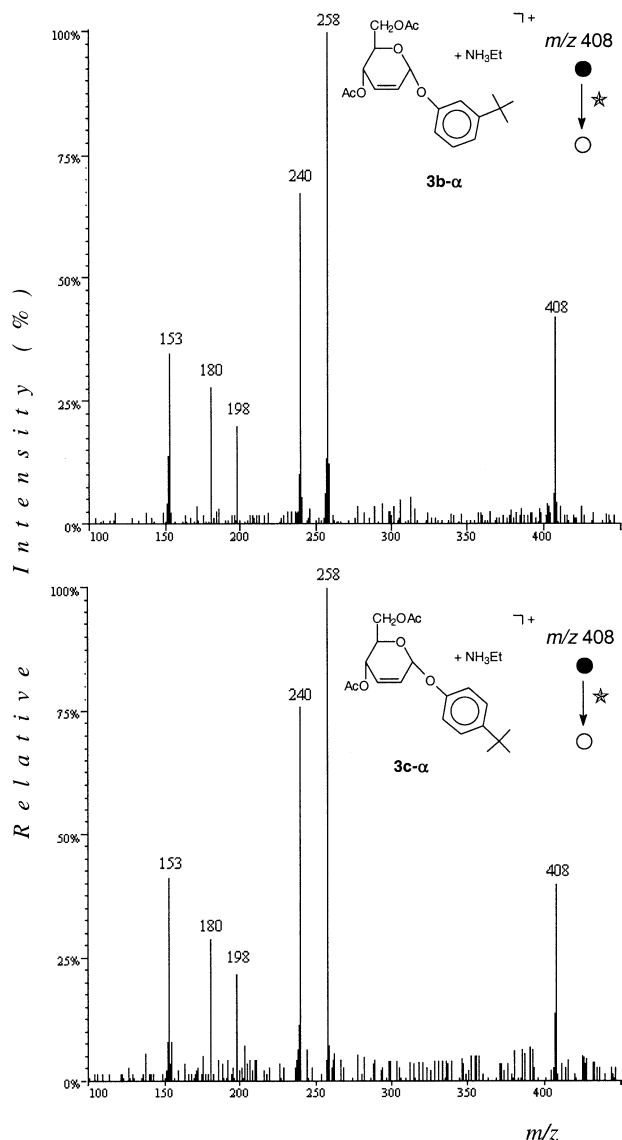 Relative Intensity (%)
100%
75%
50%
25%
0%
258
240
153
180
198
408
100 150 200 250 300 350 400
CH₂OAc
O
AcO
O
+ NH₃Et
+
m/z 408
3b-α
100%
75%
50%
25%
0%
258
240
153
180
198
408
100 150 200 250 300 350 400
CH₂OAc
O
AcO
O
+ NH₃Et
+
m/z 408
3c-α
m/z